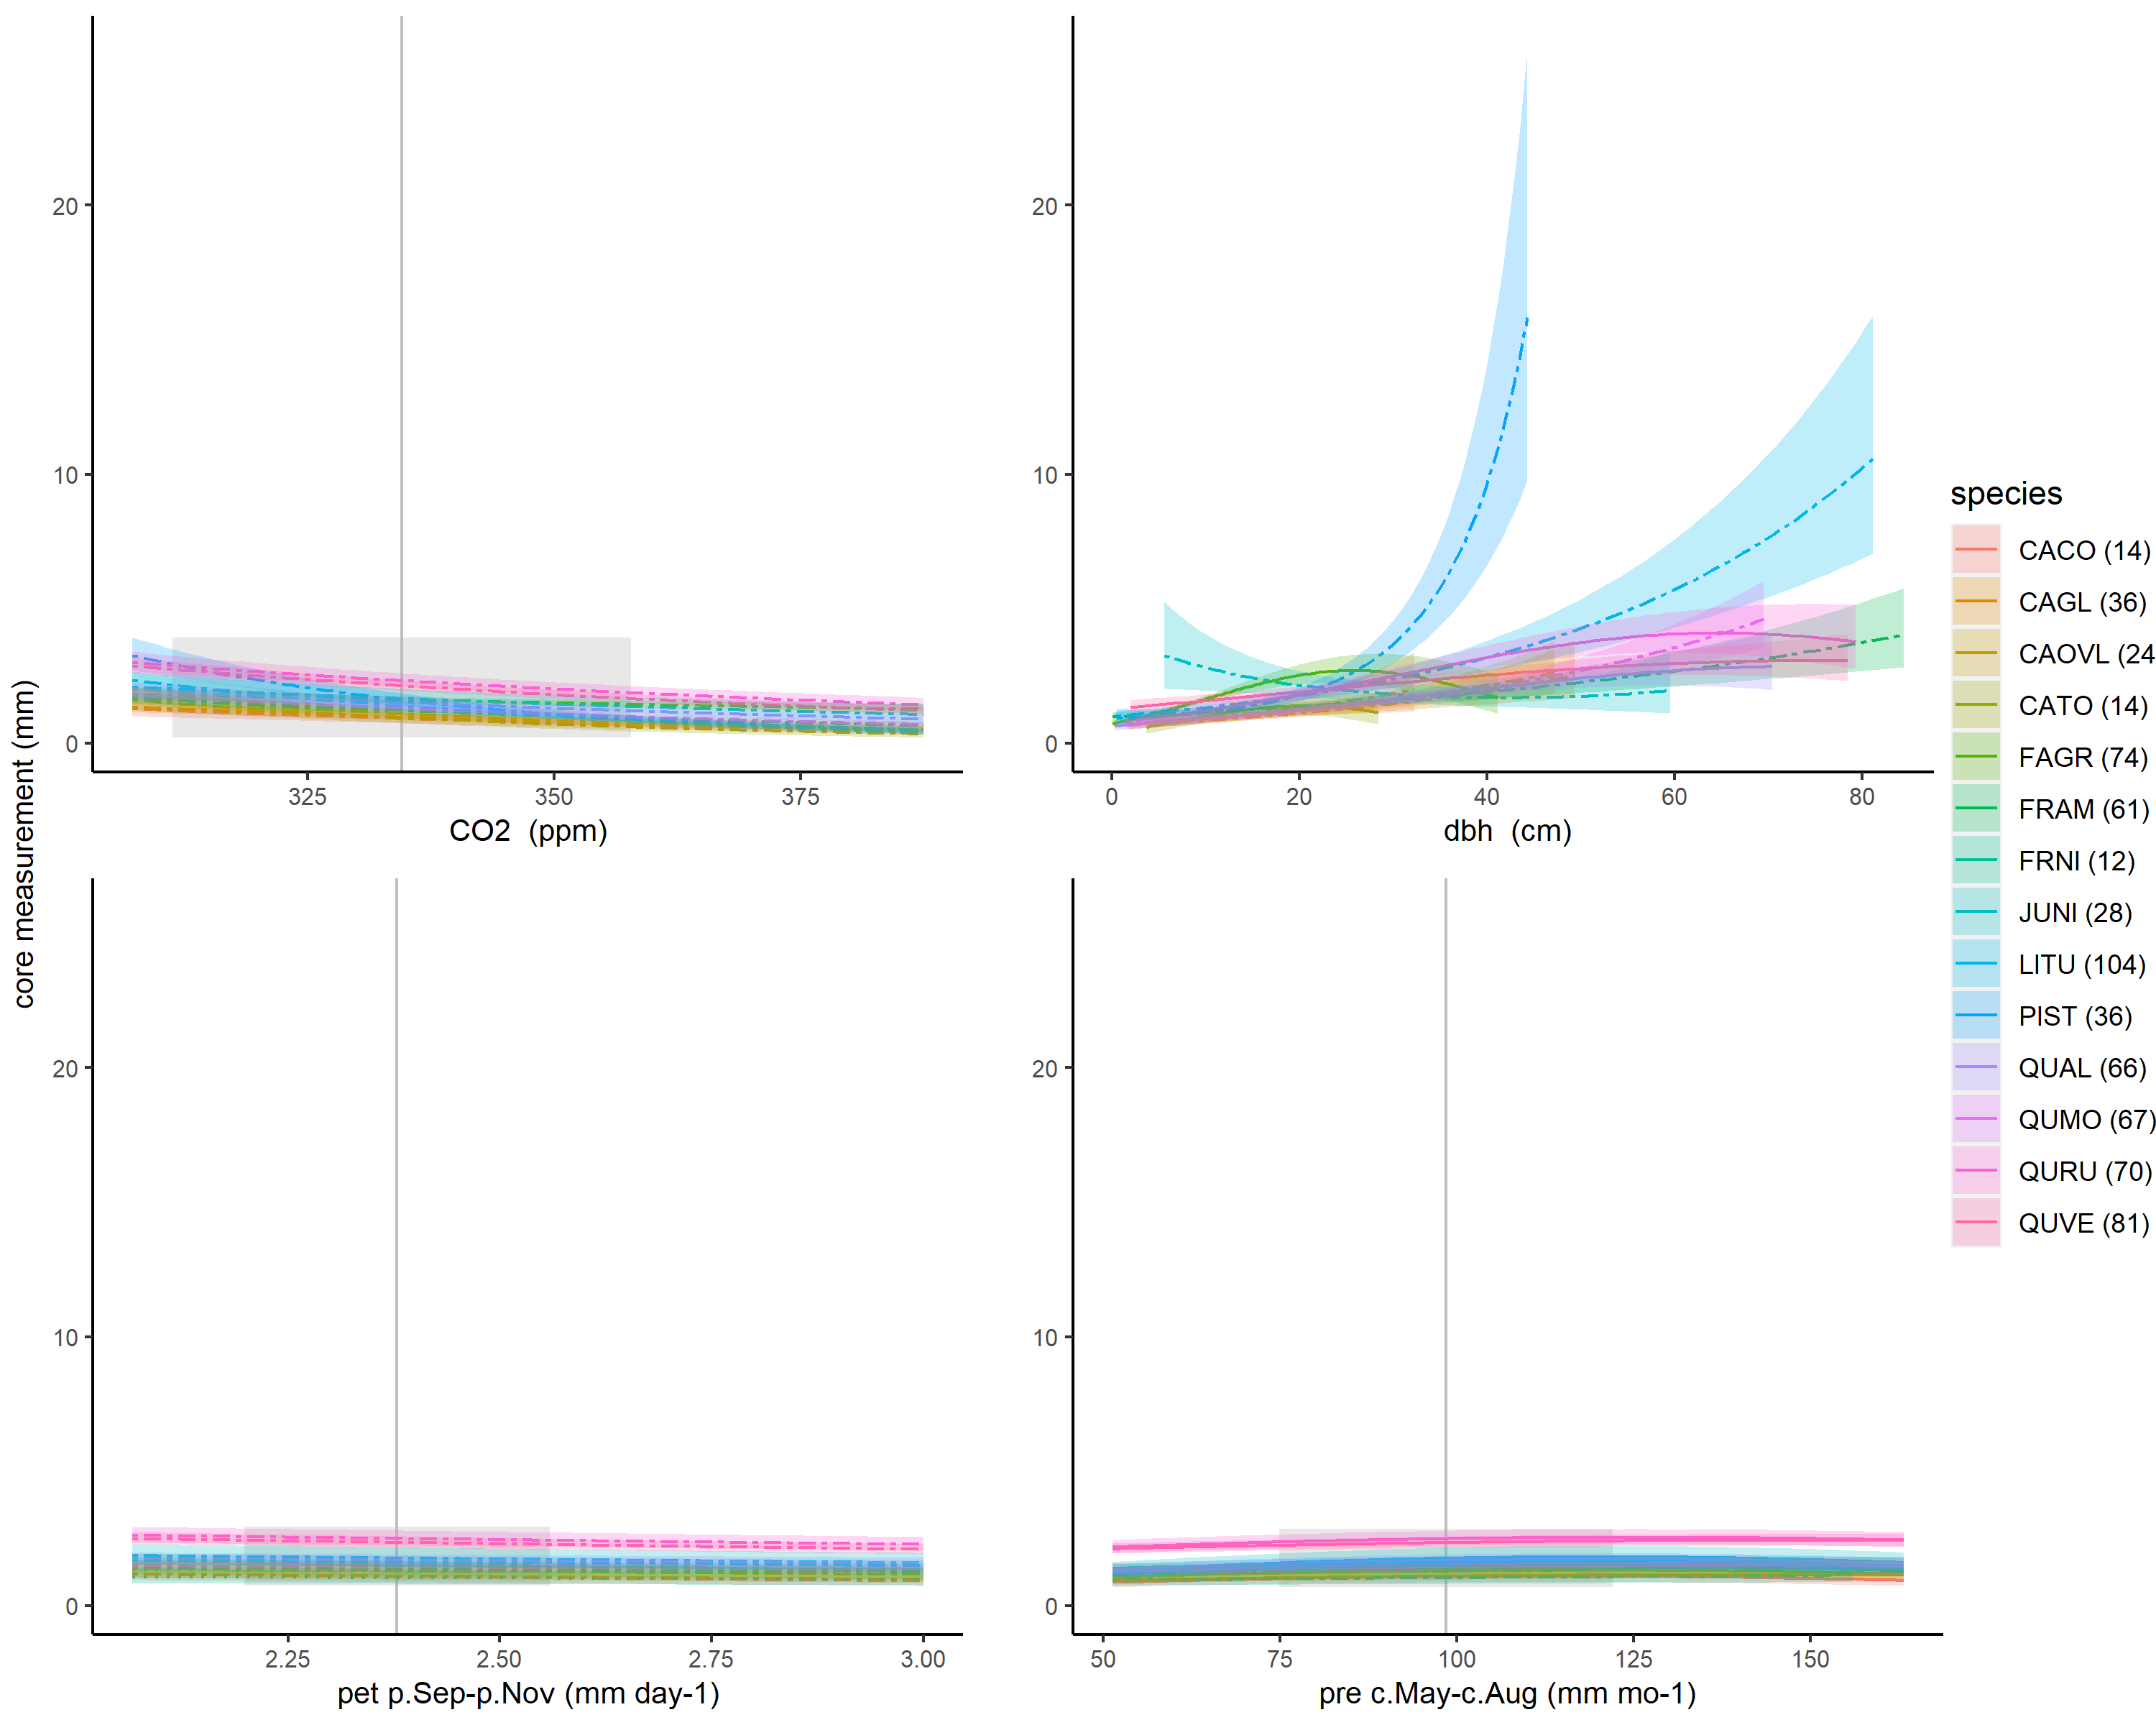 core measurement (mm)
20
10
0
325 350 375
CO2 (ppm)
20
10
0
0 20 40 60 80
dbh (cm)
20
10
0
2.25 2.50 2.75 3.00
pet p.Sep-p.Nov (mm day-1)
20
10
0
50 75 100 125 150
pre c.May-c.Aug (mm mo-1)
species
CACO (14)
CAGL (36)
CAOVL (24
CATO (14)
FAGR (74)
FRAM (61)
FRNI (12)
JUNI (28)
LITU (104)
PIST (36)
QUAL (66)
QUMO (67)
QURU (70)
QUVE (81)